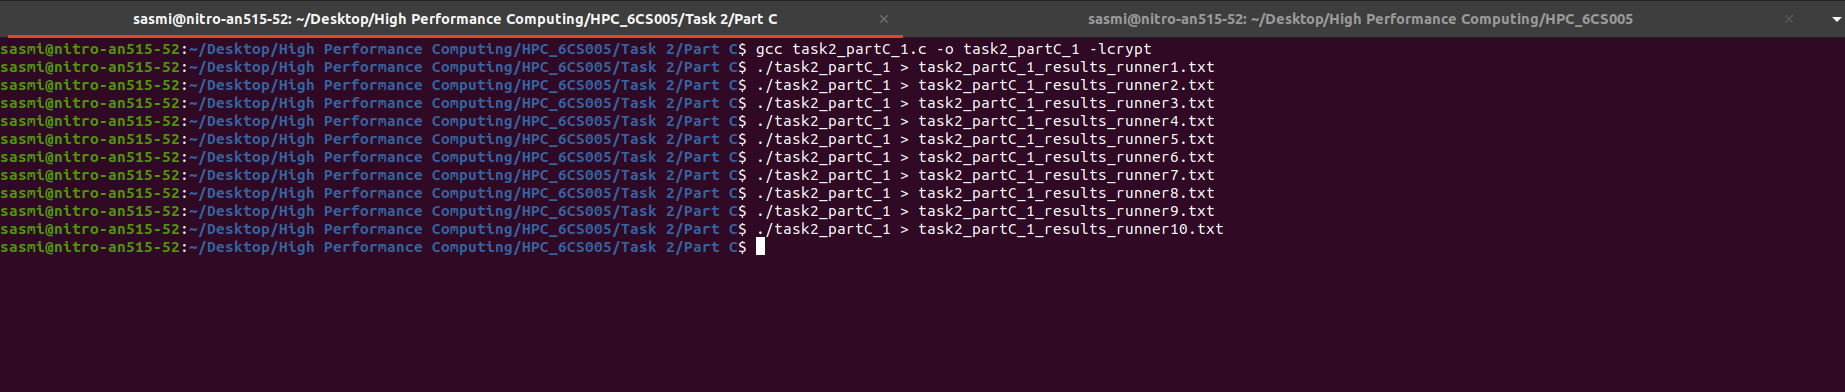 sasmi@nitro-an515-52: ~/Desktop/High Performance Computing/HPC_6CS005/Task 2/Part C × sasmi@nitro-an515-52: ~/Desktop/High Performance Computing/HPC_6CS005 ×
sasmi@nitro-an515-52:~/Desktop/High Performance Computing/HPC_6CS005/Task 2/Part C$ gcc task2_partC_1.c -o task2_partC_1 -lcrypt
sasmi@nitro-an515-52:~/Desktop/High Performance Computing/HPC_6CS005/Task 2/Part C$ ./task2_partC_1 > task2_partC_1_results_runner1.txt
sasmi@nitro-an515-52:~/Desktop/High Performance Computing/HPC_6CS005/Task 2/Part C$ ./task2_partC_1 > task2_partC_1_results_runner2.txt
sasmi@nitro-an515-52:~/Desktop/High Performance Computing/HPC_6CS005/Task 2/Part C$ ./task2_partC_1 > task2_partC_1_results_runner3.txt
sasmi@nitro-an515-52:~/Desktop/High Performance Computing/HPC_6CS005/Task 2/Part C$ ./task2_partC_1 > task2_partC_1_results_runner4.txt
sasmi@nitro-an515-52:~/Desktop/High Performance Computing/HPC_6CS005/Task 2/Part C$ ./task2_partC_1 > task2_partC_1_results_runner5.txt
sasmi@nitro-an515-52:~/Desktop/High Performance Computing/HPC_6CS005/Task 2/Part C$ ./task2_partC_1 > task2_partC_1_results_runner6.txt
sasmi@nitro-an515-52:~/Desktop/High Performance Computing/HPC_6CS005/Task 2/Part C$ ./task2_partC_1 > task2_partC_1_results_runner7.txt
sasmi@nitro-an515-52:~/Desktop/High Performance Computing/HPC_6CS005/Task 2/Part C$ ./task2_partC_1 > task2_partC_1_results_runner8.txt
sasmi@nitro-an515-52:~/Desktop/High Performance Computing/HPC_6CS005/Task 2/Part C$ ./task2_partC_1 > task2_partC_1_results_runner9.txt
sasmi@nitro-an515-52:~/Desktop/High Performance Computing/HPC_6CS005/Task 2/Part C$ ./task2_partC_1 > task2_partC_1_results_runner10.txt
sasmi@nitro-an515-52:~/Desktop/High Performance Computing/HPC_6CS005/Task 2/Part C$